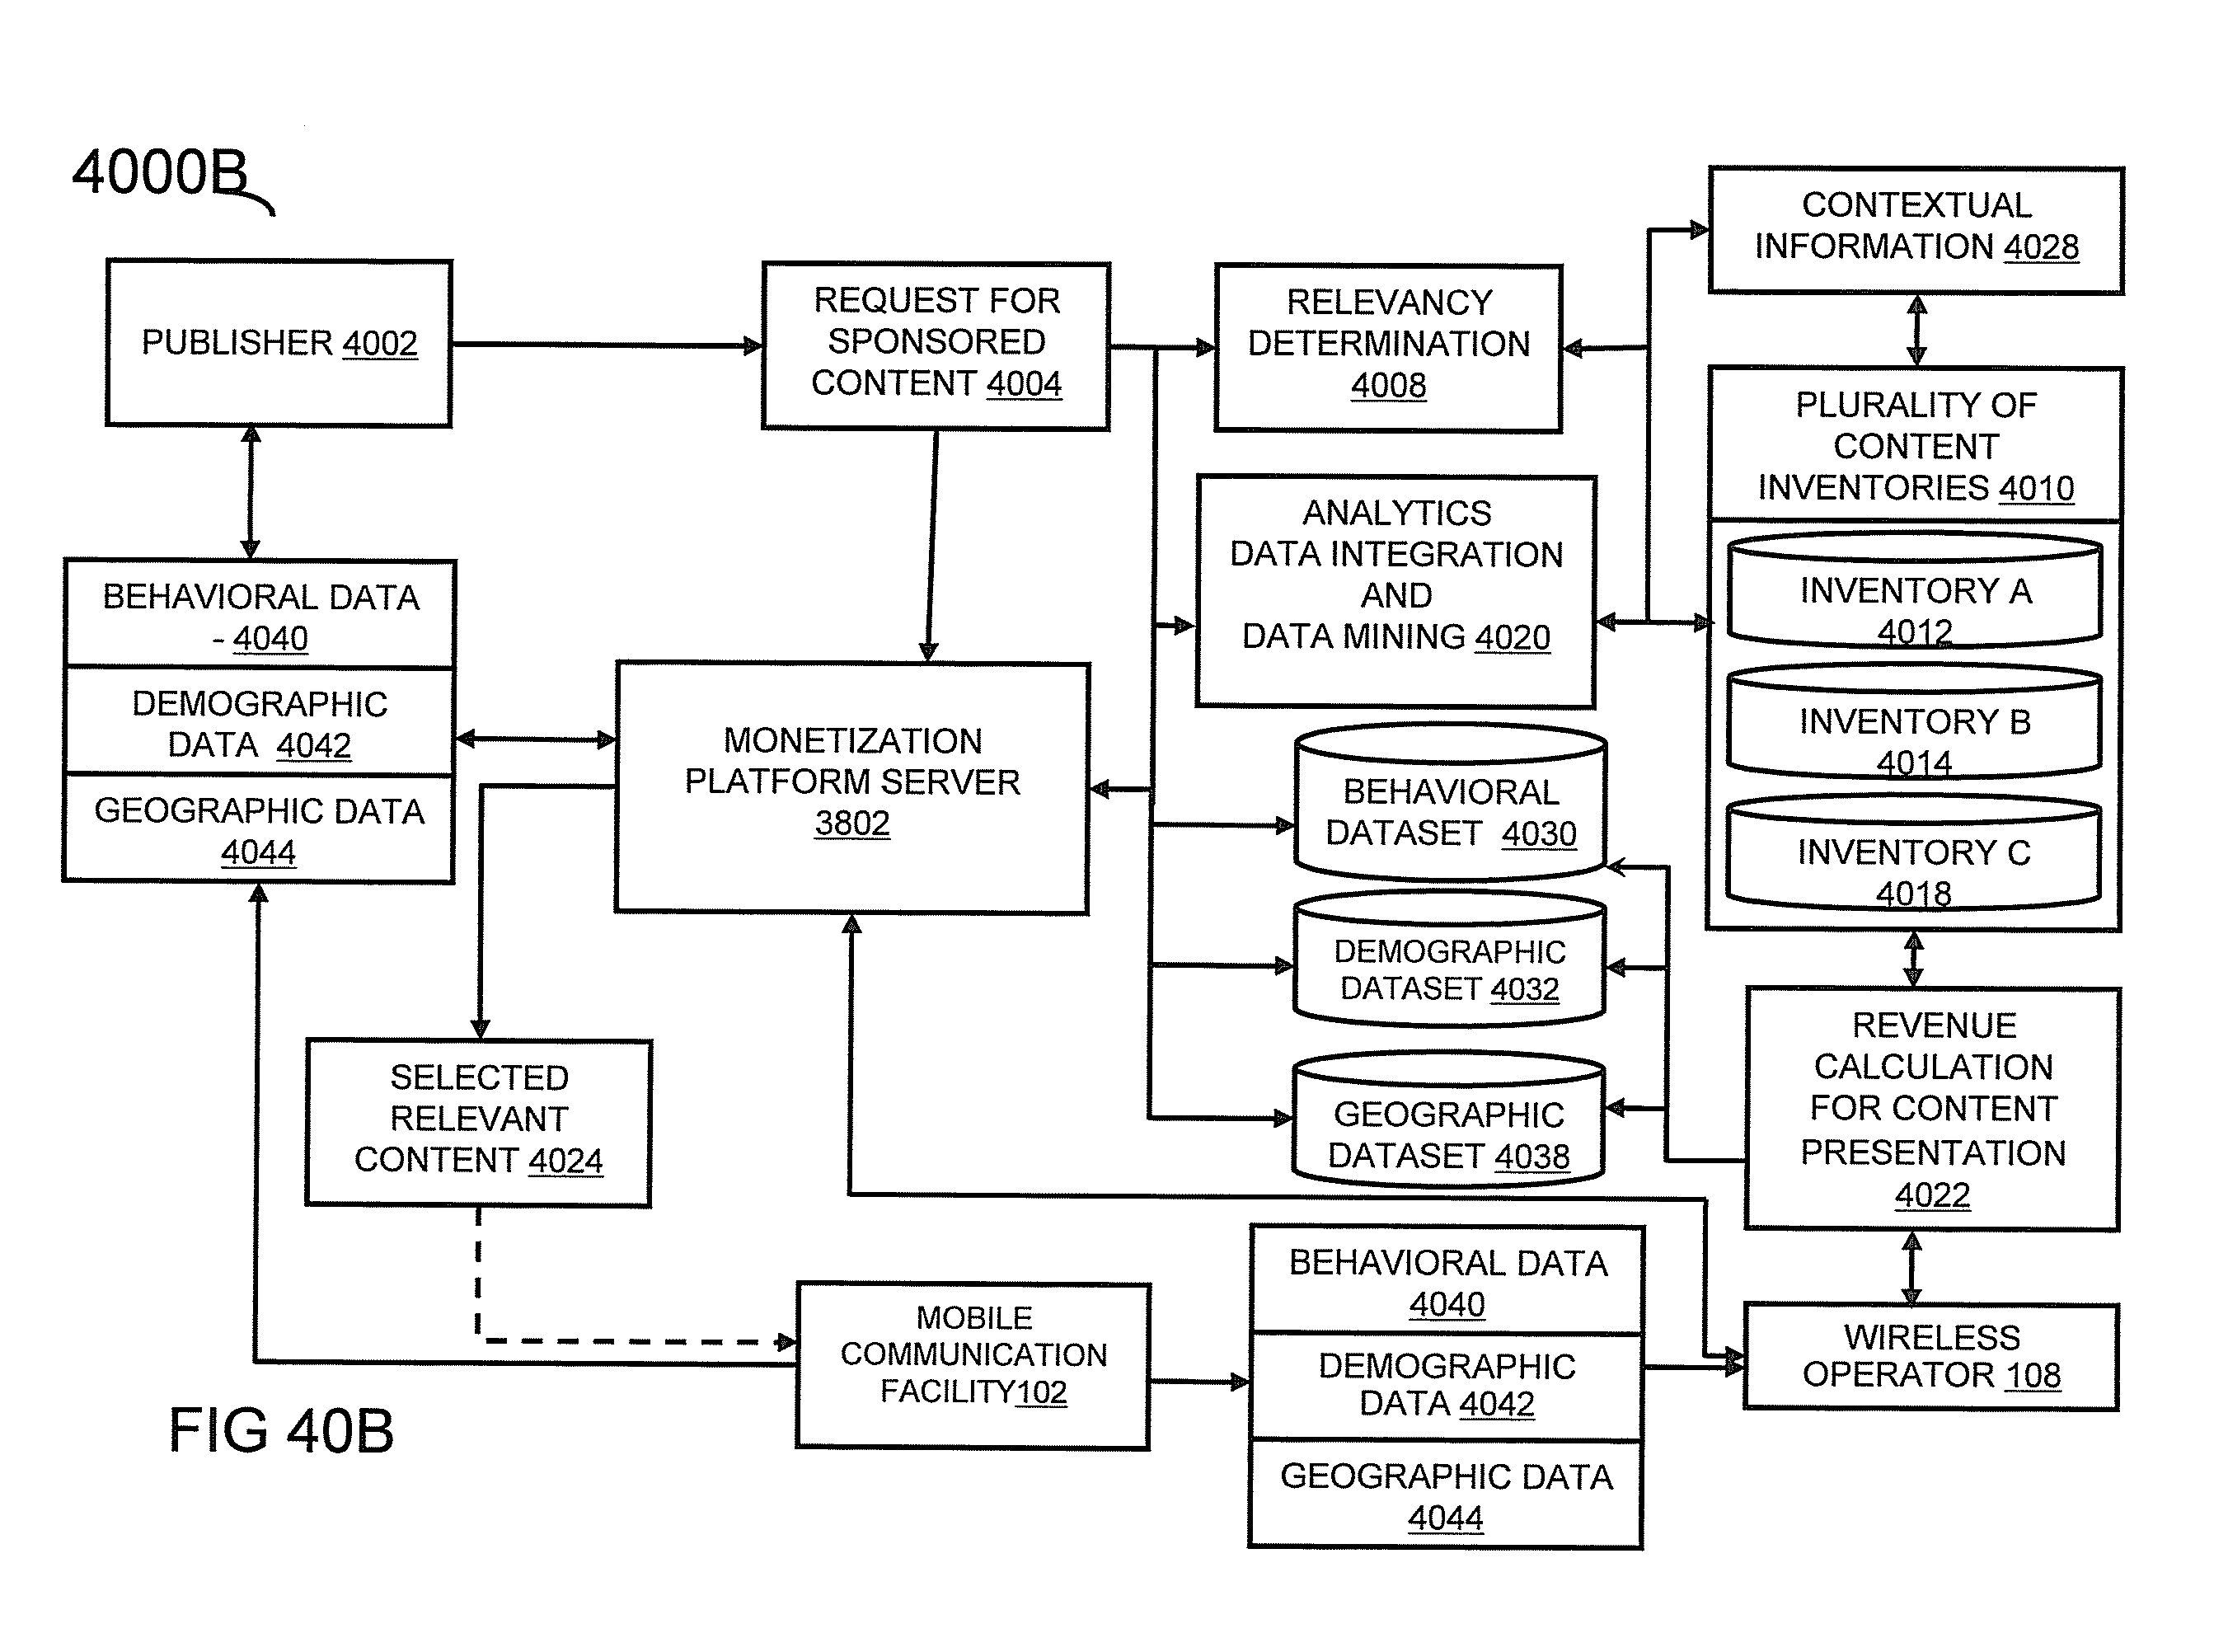 4000B
PUBLISHER 4002
REQUEST FOR
SPONSORED
CONTENT 4004
RELEVANCY
DETERMINATION
4008
CONTEXTUAL
INFORMATION 4028
PLURALITY OF
CONTENT
INVENTORIES 4010
INVENTORY A
4012
INVENTORY B
4014
INVENTORY C
4018
ANALYTICS
DATA INTEGRATION
AND
DATA MINING 4020
BEHAVIORAL DATA
- 4040
DEMOGRAPHIC
DATA 4042
GEOGRAPHIC DATA
4044
MONETIZATION
PLATFORM SERVER
3802
BEHAVIORAL
DATASET 4030
DEMOGRAPHIC
DATASET 4032
GEOGRAPHIC
DATASET 4038
REVENUE
CALCULATION
FOR CONTENT
PRESENTATION
4022
SELECTED
RELEVANT
CONTENT 4024
MOBILE
COMMUNICATION
FACILITY102
BEHAVIORAL DATA
4040
DEMOGRAPHIC
DATA 4042
GEOGRAPHIC DATA
4044
WIRELESS
OPERATOR 108
FIG 40B